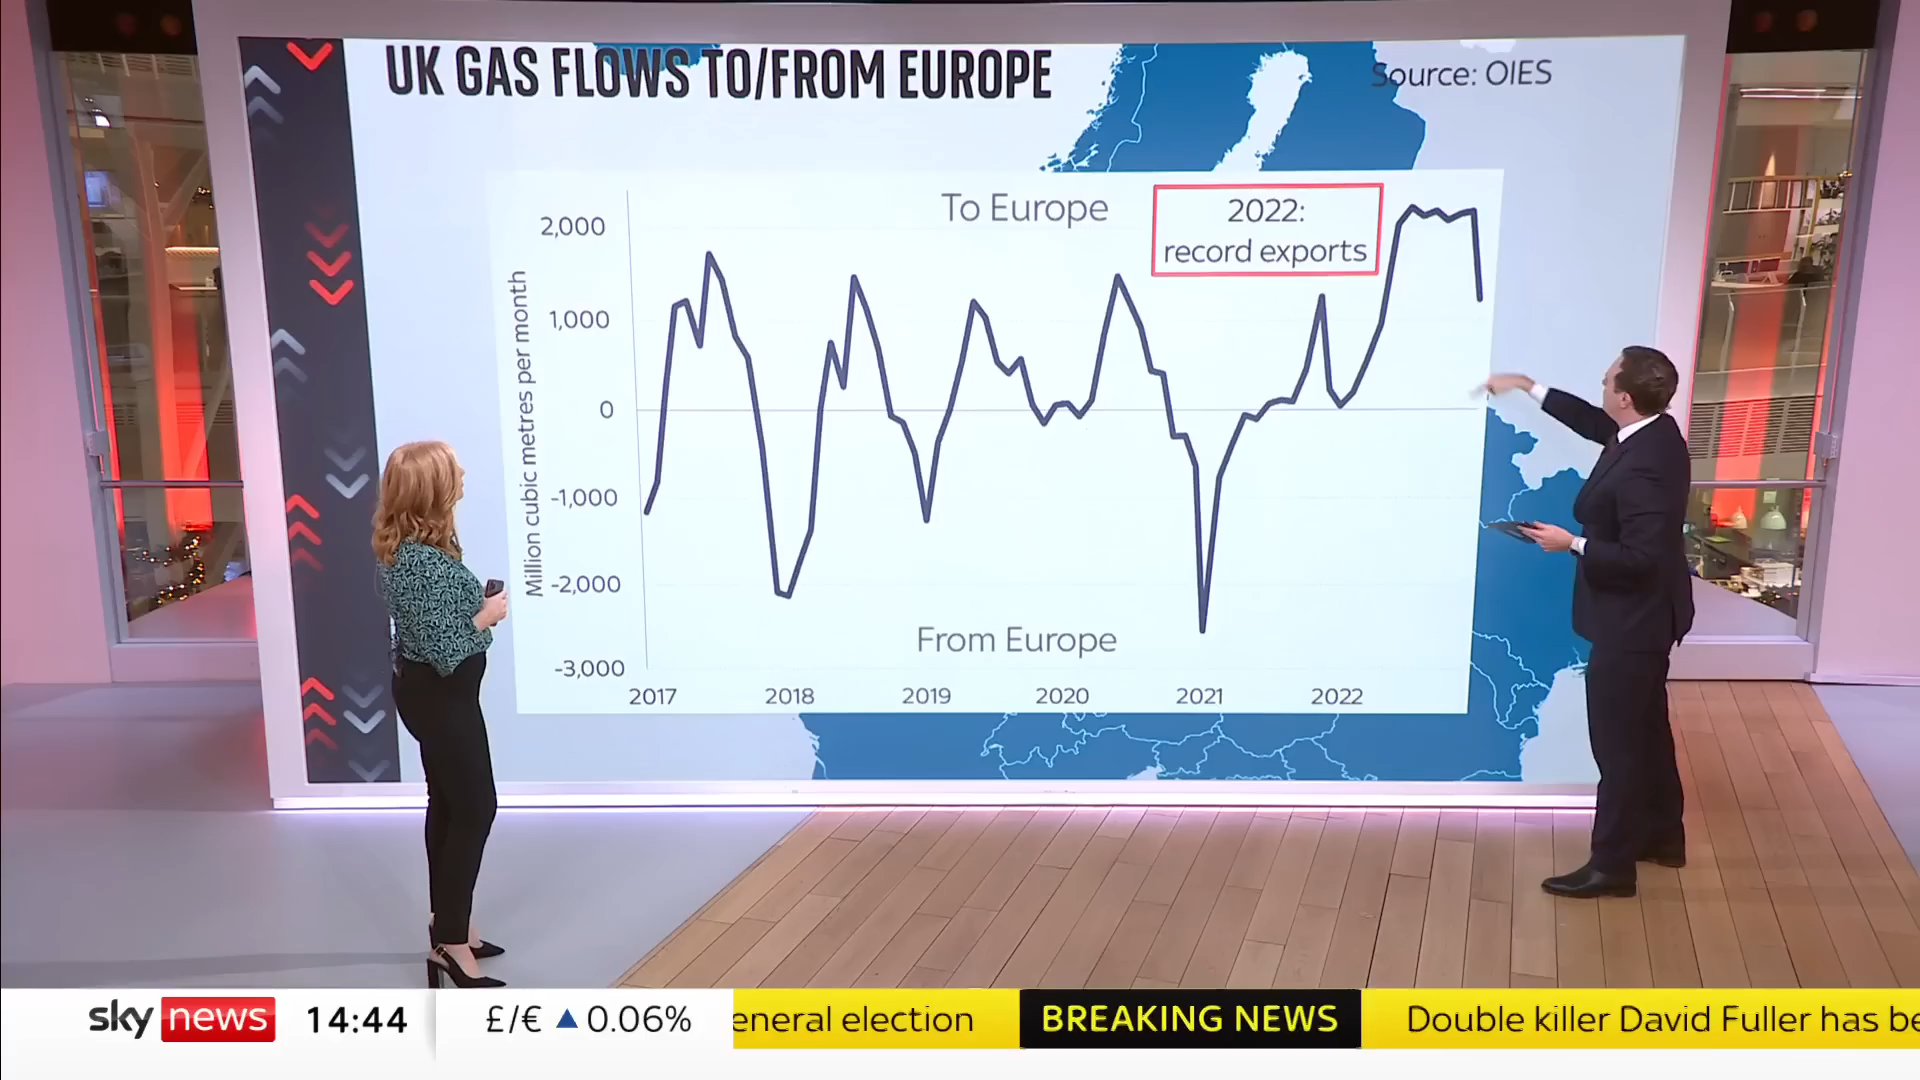 UK GAS FLOWS TO/FROM EUROPE
Source: OIES
To Europe
2022:
record exports
Million cubic metres per month
2,000
1,000
0
-1,000
-2,000
-3,000
From Europe
2017 2018 2019 2020 2021 2022
sky news 14:44 £/€ ▲ 0.06% eneral election BREAKING NEWS Double killer David Fuller has be